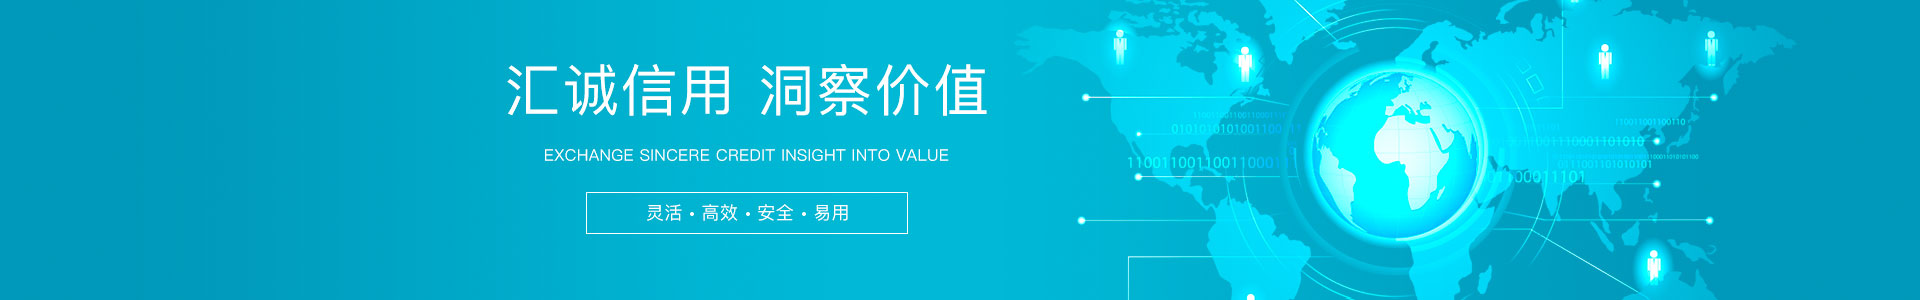 汇诚信用 洞察价值
EXCHANGE SINCERE CREDIT INSIGHT INTO VALUE
灵活 • 高效 • 安全 • 易用